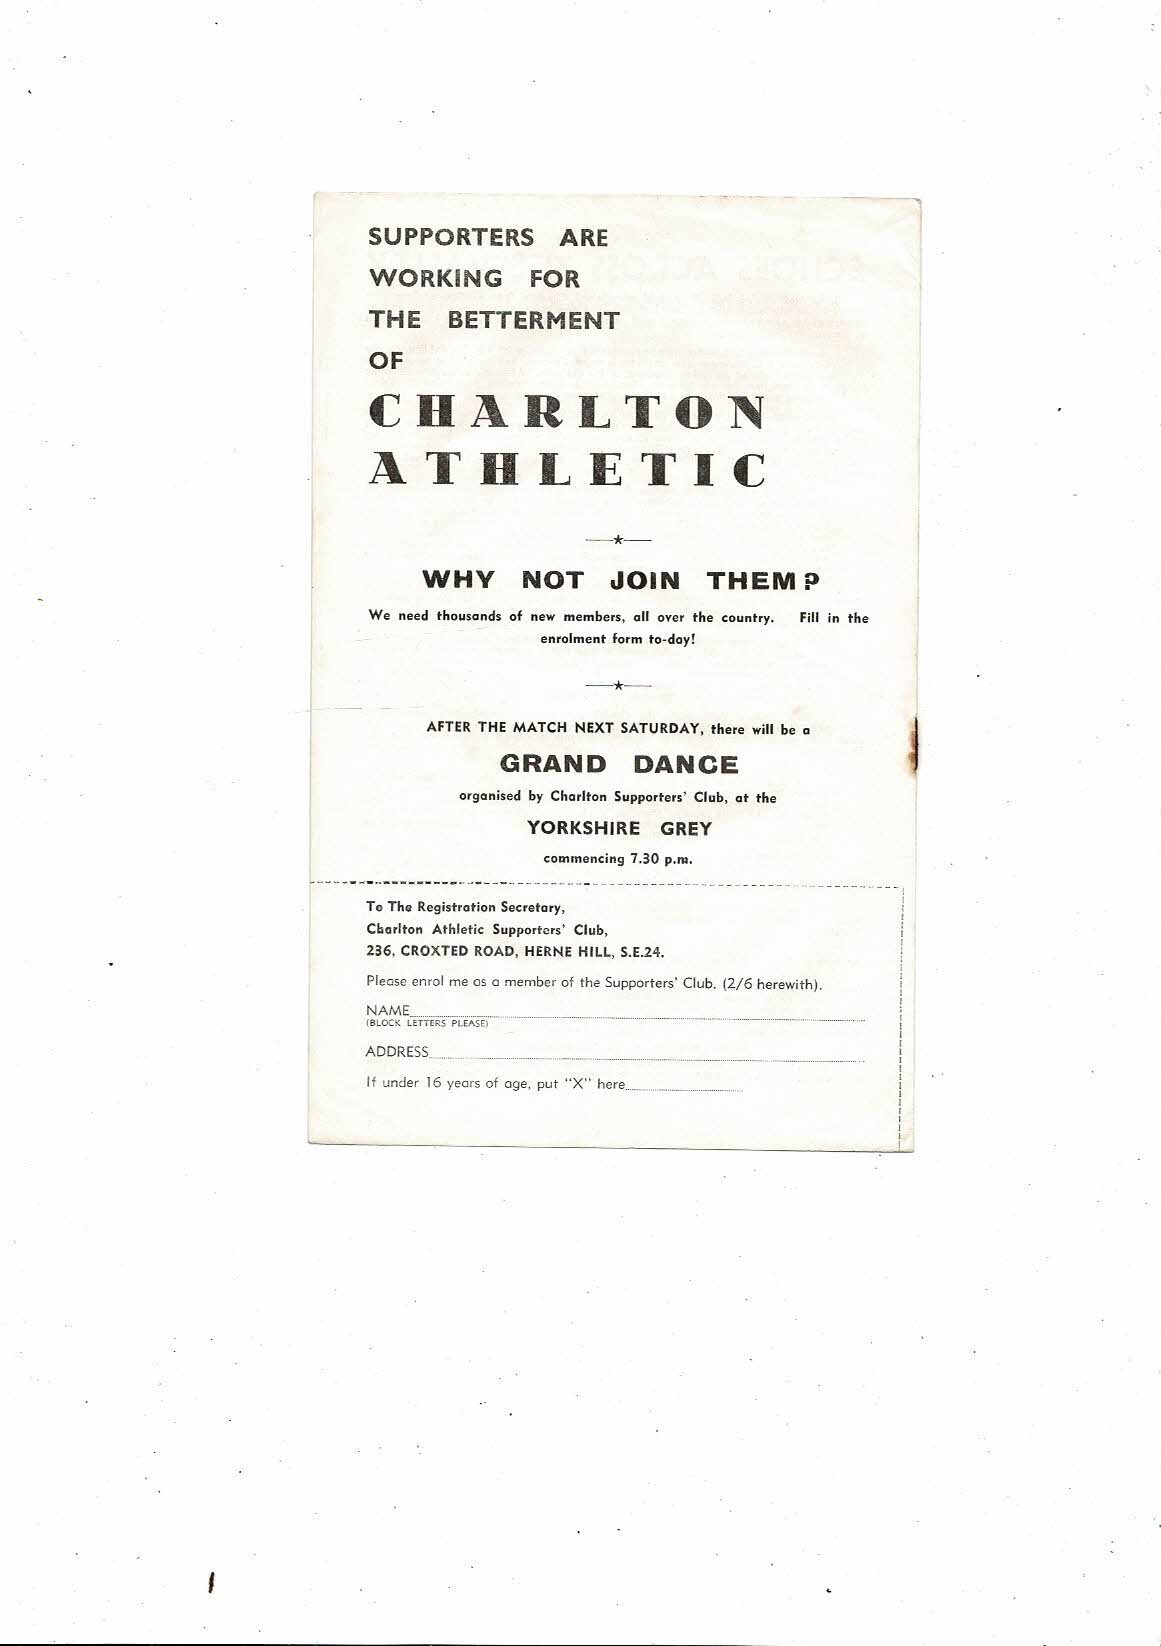 SUPPORTERS ARE
WORKING FOR
THE BETTERMENT
OF
CHARLTON
ATHLETIC
WHY NOT JOIN THEM?
We need thousands of new members, all over the country. Fill in the
enrolment form to-day!
AFTER THE MATCH NEXT SATURDAY, there will be a
GRAND DANCE
organised by Charlton Supporters' Club, at the
YORKSHIRE GREY
commencing 7.30 p.m.
To The Registration Secretary,
Charlton Athletic Supporters' Club,
236, CROXTED ROAD, HERNE HILL, S.E.24.
Please enrol me as a member of the Supporters' Club. (2/6 herewith).
NAME
(BLOCK LETTERS PLEASE)
ADDRESS
If under 16 years of age, put "X" here